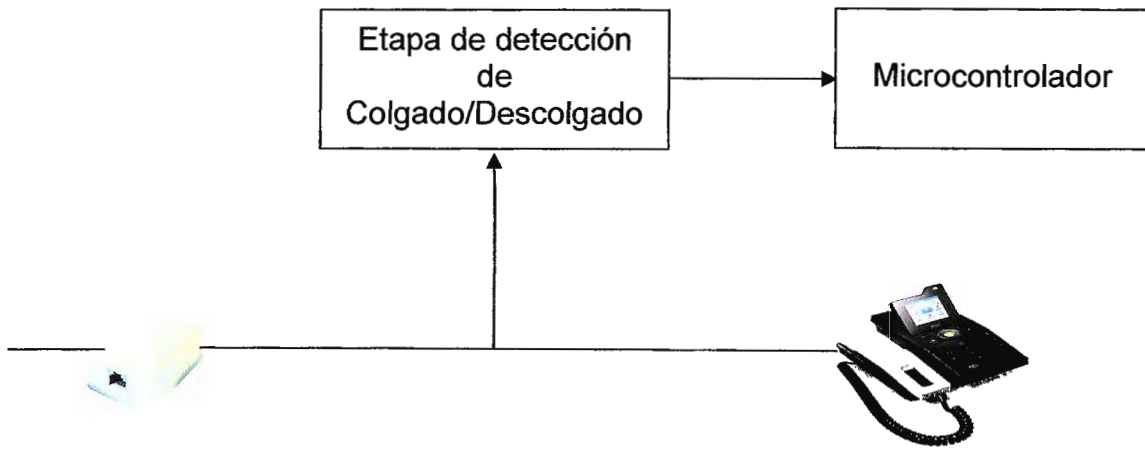 Etapa de detección
de
Colgado/Descolgado
Microcontrolador